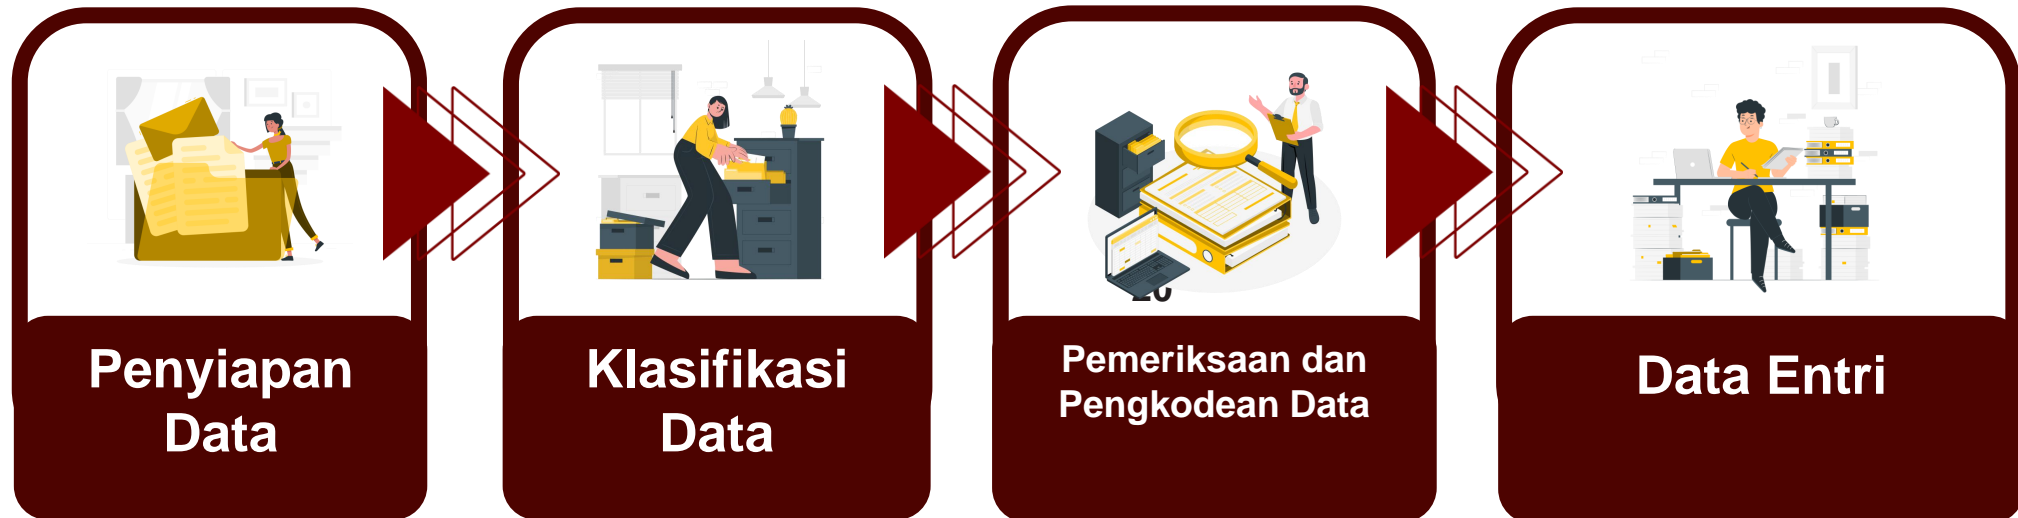 Penyiapan
Data
Klasifikasi
Data
Pemeriksaan dan
Pengkodean Data
Data Entri